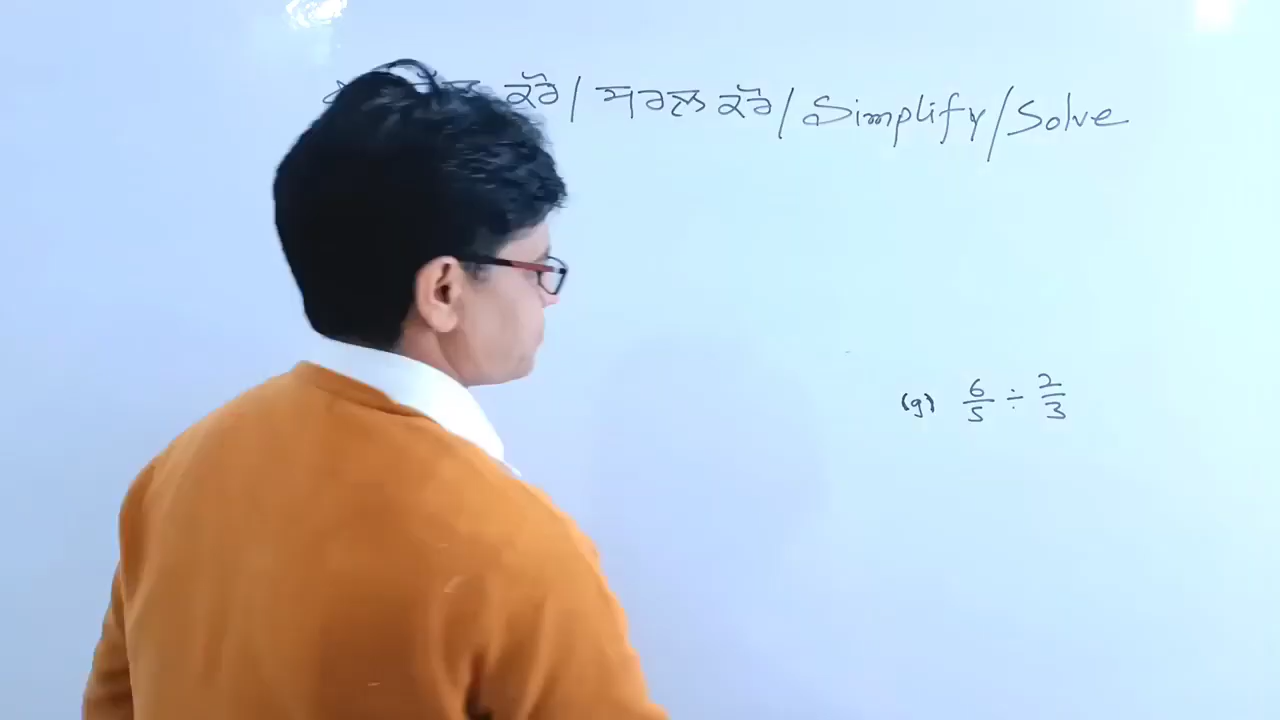 ਕਰੋ / ਸਰਲ ਕਰੋ / Simplify / Solve
(g) 6/5 ÷ 2/3